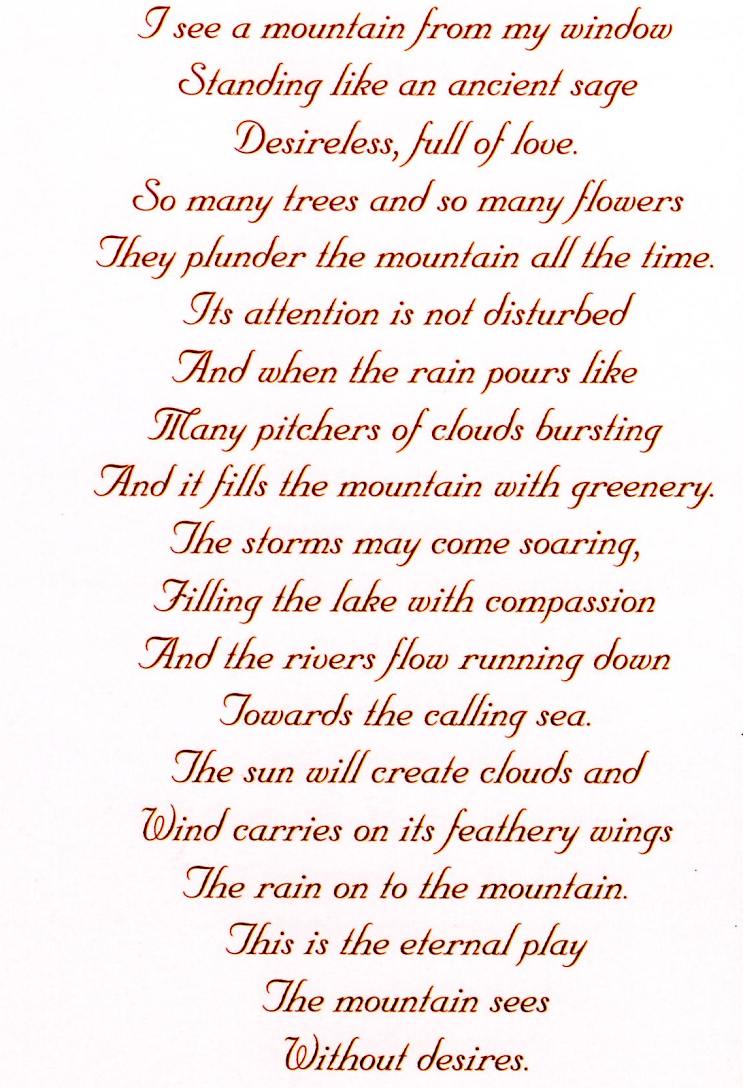 I see a mountain from my window
Standing like an ancient sage
Desireless, full of love.
So many trees and so many flowers
They plunder the mountain all the time.
Its attention is not disturbed
And when the rain pours like
Many pitchers of clouds bursting
And it fills the mountain with greenery.
The storms may come soaring,
Filling the lake with compassion
And the rivers flow running down
Towards the calling sea.
The sun will create clouds and
Wind carries on its feathery wings
The rain on to the mountain.
This is the eternal play
The mountain sees
Without desires.